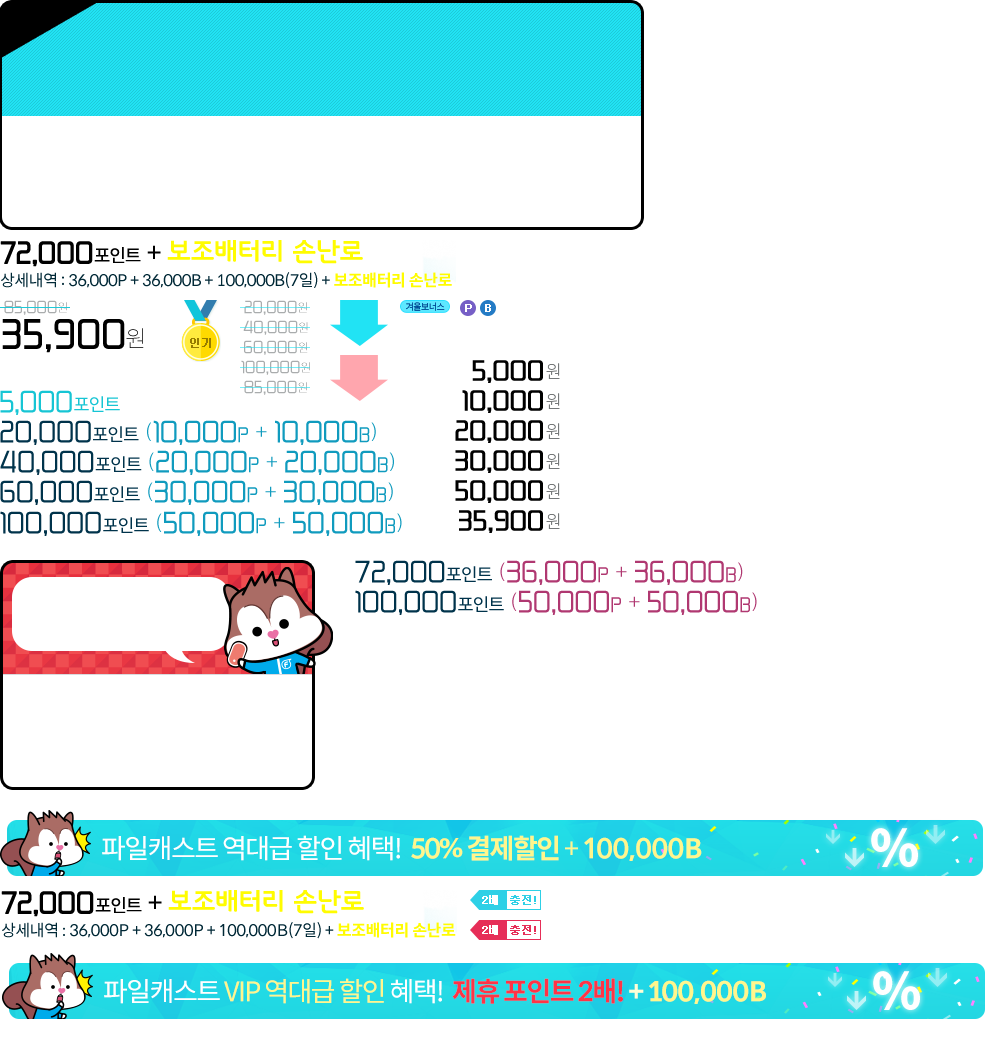 72,000포인트 + 보조배터리 손난로
상세내역 : 36,000P + 36,000B + 100,000B(7일) + 보조배터리 손난로
85,000원
35,900원
인기
20,000원
40,000원
60,000원
100,000원
85,000원
겨울보너스 P B
5,000원
10,000원
20,000원
30,000원
50,000원
35,900원
5,000포인트
20,000포인트 (10,000P + 10,000B)
40,000포인트 (20,000P + 20,000B)
60,000포인트 (30,000P + 30,000B)
100,000포인트 (50,000P + 50,000B)
72,000포인트 (36,000P + 36,000B)
100,000포인트 (50,000P + 50,000B)
파일캐스트 역대급 할인 혜택! 50% 결제할인 + 100,000B %
72,000포인트 + 보조배터리 손난로
상세내역 : 36,000P + 36,000P + 100,000B(7일) + 보조배터리 손난로
2배 충전!
2배 충전!
파일캐스트 VIP 역대급 할인 혜택! 제휴 포인트 2배! + 100,000B %